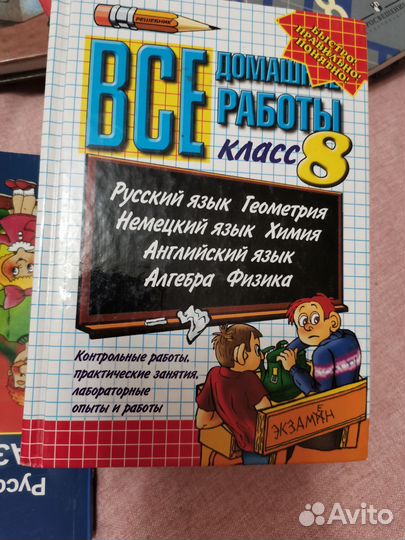 РЕШЕБНИК
БЫСТРО!
ПРАВИЛЬНО!
ПОНЯТНО!
ВСЕ
ДОМАШНИЕ
РАБОТЫ
класс 8
Русский язык Геометрия
Немецкий язык Химия
Английский язык
Алгебра Физика
Контрольные работы,
практические занятия,
лабораторные
опыты и работы
ЭКЗАМЕН
Avito